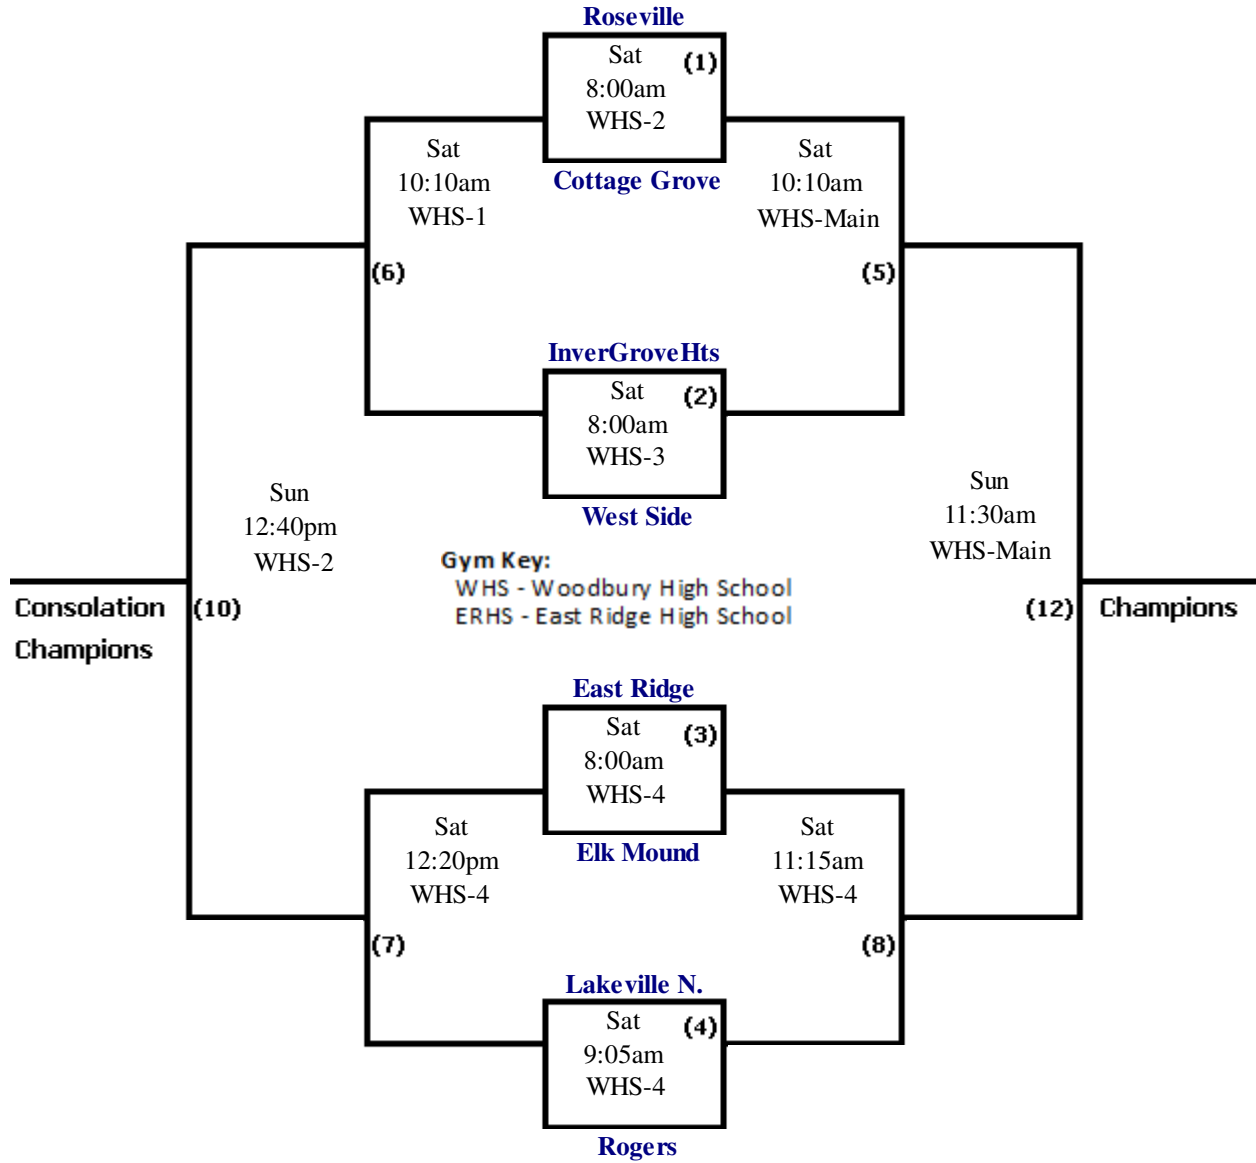 Roseville
Sat (1)
8:00am
WHS-2
Cottage Grove
Sat
10:10am
WHS-1
(6)
Sat
10:10am
WHS-Main
(5)
InverGroveHts
Sat (2)
8:00am
WHS-3
West Side
Sun
12:40pm
WHS-2
Sun
11:30am
WHS-Main
Gym Key:
WHS - Woodbury High School
ERHS - East Ridge High School
Consolation
Champions
(10)
(12)
Champions
East Ridge
Sat (3)
8:00am
WHS-4
Elk Mound
Sat
12:20pm
WHS-4
(7)
Sat
11:15am
WHS-4
(8)
Lakeville N.
Sat (4)
9:05am
WHS-4
Rogers